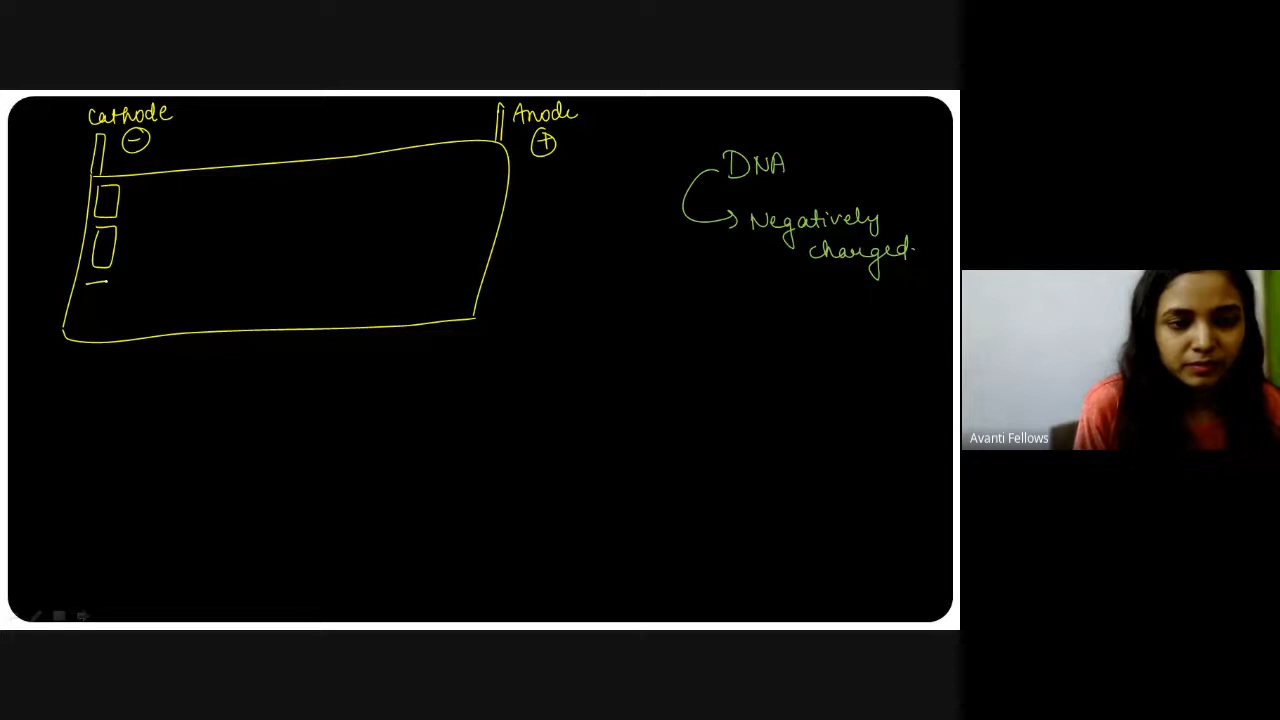 Cathode
−
Anode
+
DNA
Negatively
charged.
Avanti Fellows